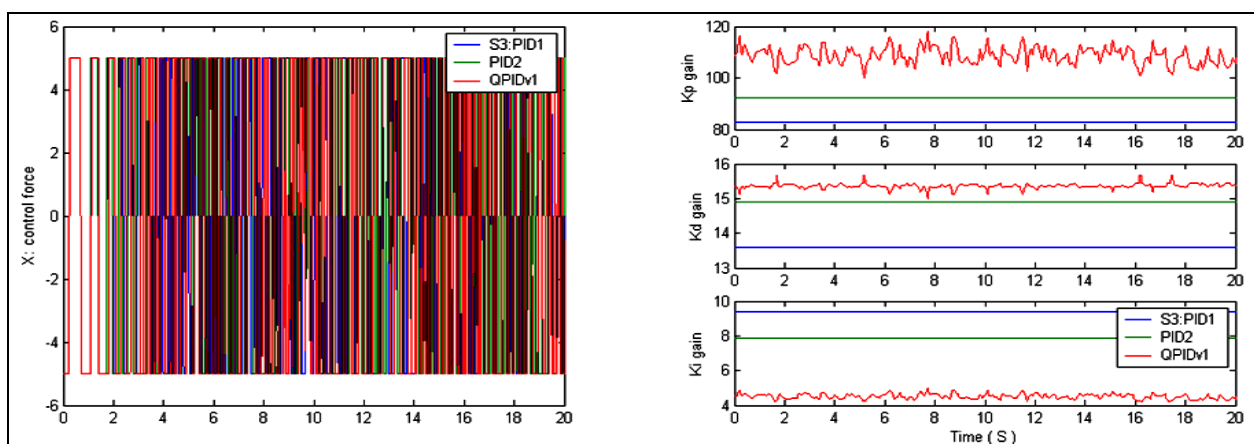 6
4
2
0
-2
-4
-6
X: control force
0 2 4 6 8 10 12 14 16 18 20
S3:PID1
PID2
QPIDv1
120
100
80
Kp gain
0 2 4 6 8 10 12 14 16 18 20
16
15
14
13
Kd gain
0 2 4 6 8 10 12 14 16 18 20
10
8
6
4
Ki gain
S3:PID1
PID2
QPIDv1
0 2 4 6 8 10 12 14 16 18 20
Time ( S )